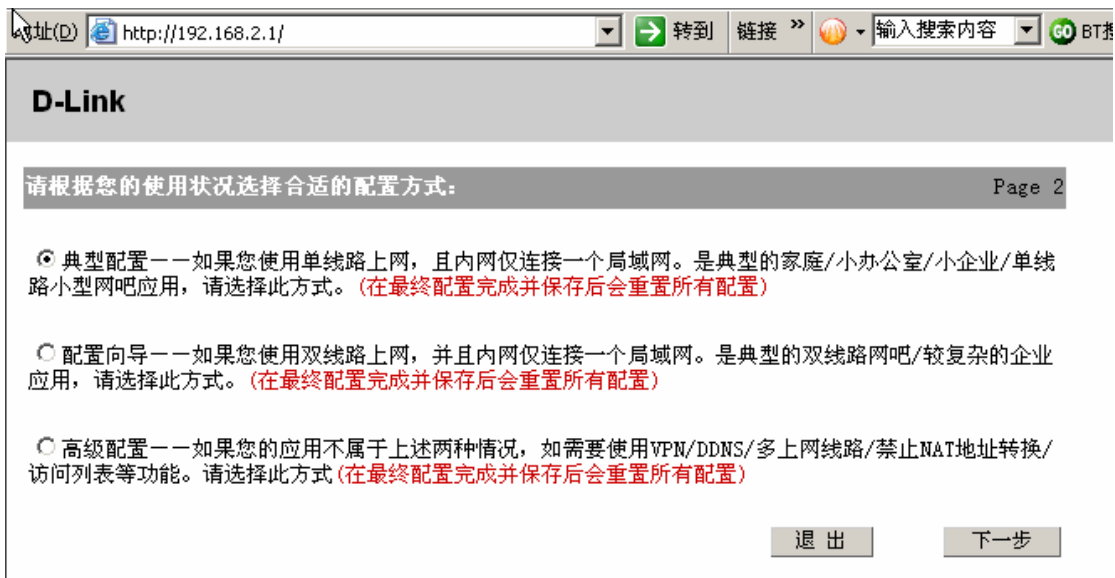 址(D) http://192.168.2.1/ 转到 链接 » 输入搜索内容 GO BT搜
D-Link
请根据您的使用状况选择合适的配置方式： Page 2
典型配置——如果您使用单线路上网，且内网仅连接一个局域网。是典型的家庭/小办公室/小企业/单线
路小型网吧应用，请选择此方式。(在最终配置完成并保存后会重置所有配置)
配置向导——如果您使用双线路上网，并且内网仅连接一个局域网。是典型的双线路网吧/较复杂的企业
应用，请选择此方式。(在最终配置完成并保存后会重置所有配置)
高级配置——如果您的应用不属于上述两种情况，如需要使用VPN/DDNS/多上网线路/禁止NAT地址转换/
访问列表等功能。请选择此方式(在最终配置完成并保存后会重置所有配置)
退 出 下一步